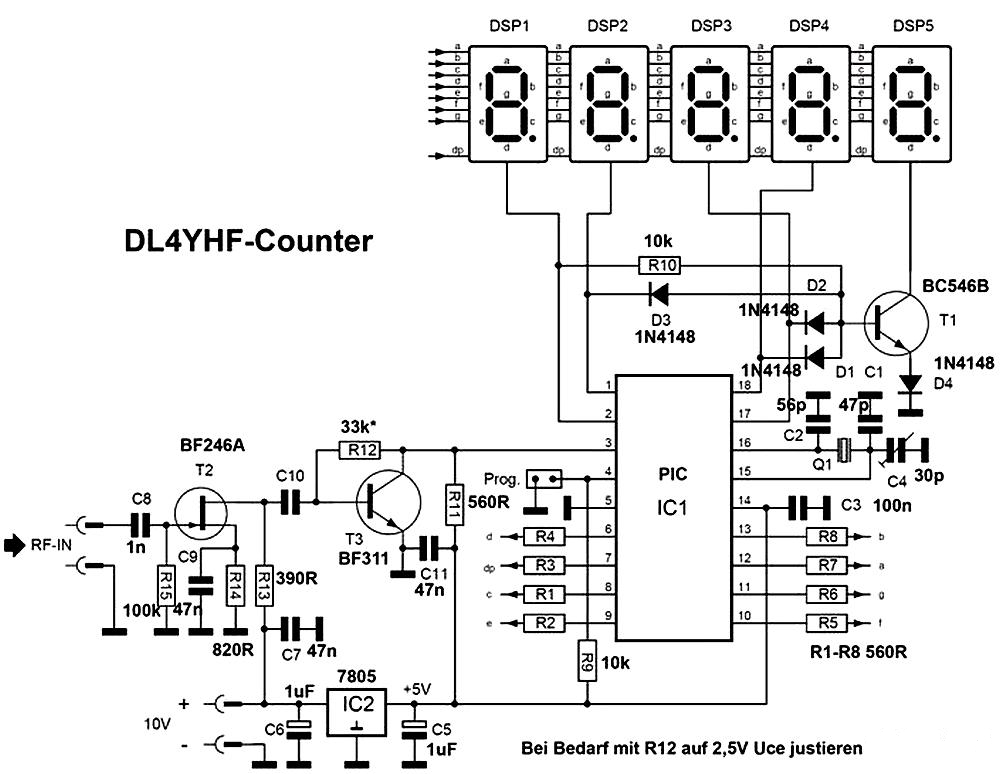 DSP1 DSP2 DSP3 DSP4 DSP5
a a a a a
b b b b b
c c c c c
d d d d d
e e e e e
f f f f f
g g g g g
dp dp dp dp dp
a a a a a
f b f b f b f b f b
g g g g g
e c e c e c e c e c
d d d d d
DL4YHF-Counter
10k
R10
D2
BC546B
1N4148
D3
T1
1N4148
1N4148
D1 C1
1N4148
D4
1 18
56p 47p
2 17
33k*
C2
BF246A
R12
3 16
Q1
T2
C10
PIC
C4 30p
Prog.
4 15
R11
560R
IC1
C8
5 14
C3 100n
T3
1n
BF311
d R4 6 13 R8 b
RF-IN
C9
C11
dp R3 7 12 R7 a
R15 R14 R13 390R
47n
c R1 8 11 R6 g
100k 47n
e R2 9 10 R5 f
820R
C7 47n
R1-R8 560R
R9 10k
7805
1uF
+5V
+
IC2
10V
C6
C5
-
1uF
Bei Bedarf mit R12 auf 2,5V Uce justieren